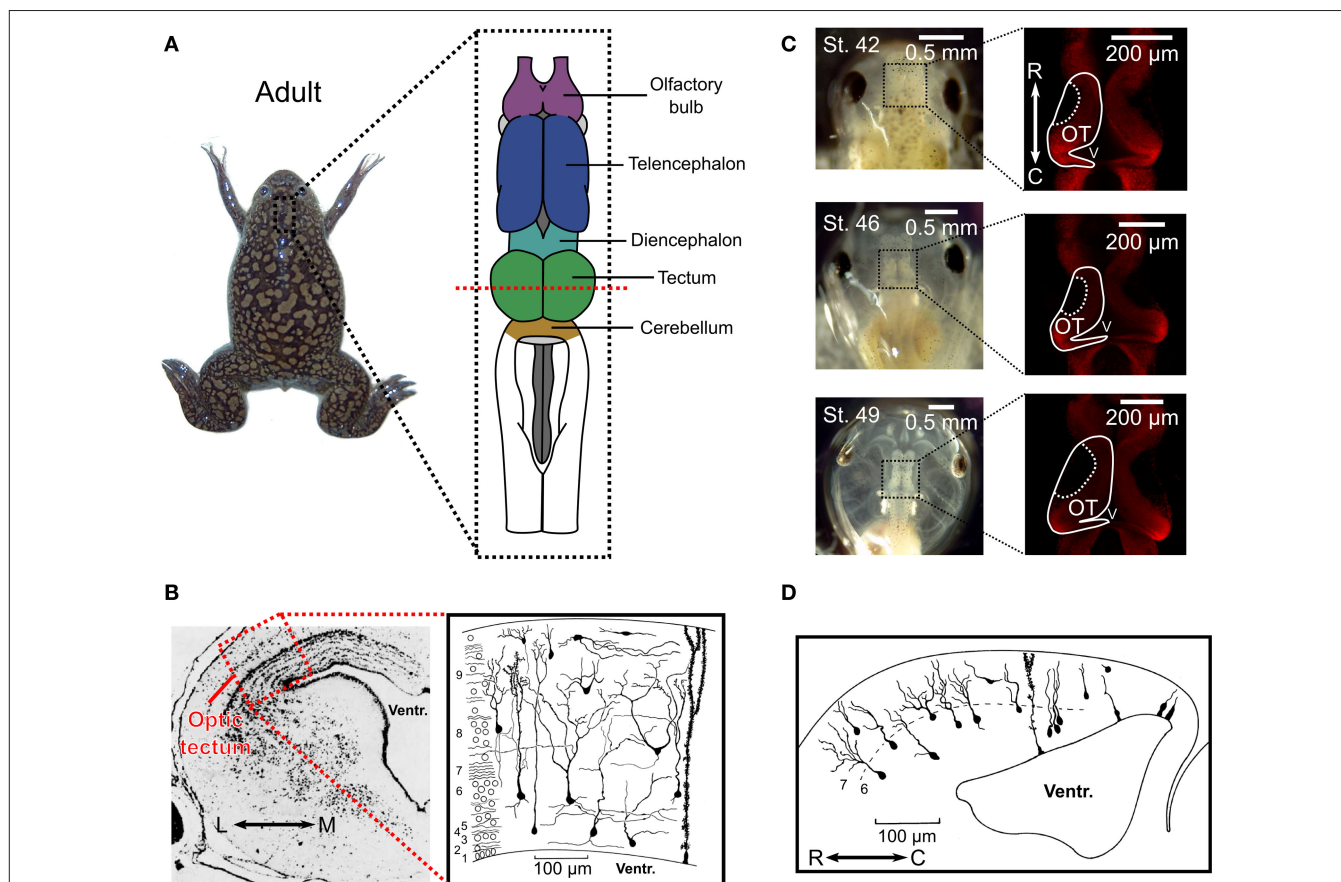 A
Adult
Olfactory
bulb
Telencephalon
Diencephalon
Tectum
Cerebellum
B
Optic
tectum
Ventr.
L
M
9
8
7
6
45
3
2
1
100 µm
Ventr.
C
St. 42
0.5 mm
200 µm
R
OT
V
C
St. 46
0.5 mm
200 µm
OT
V
St. 49
0.5 mm
200 µm
OT
V
D
7 6
Ventr.
100 µm
R
C